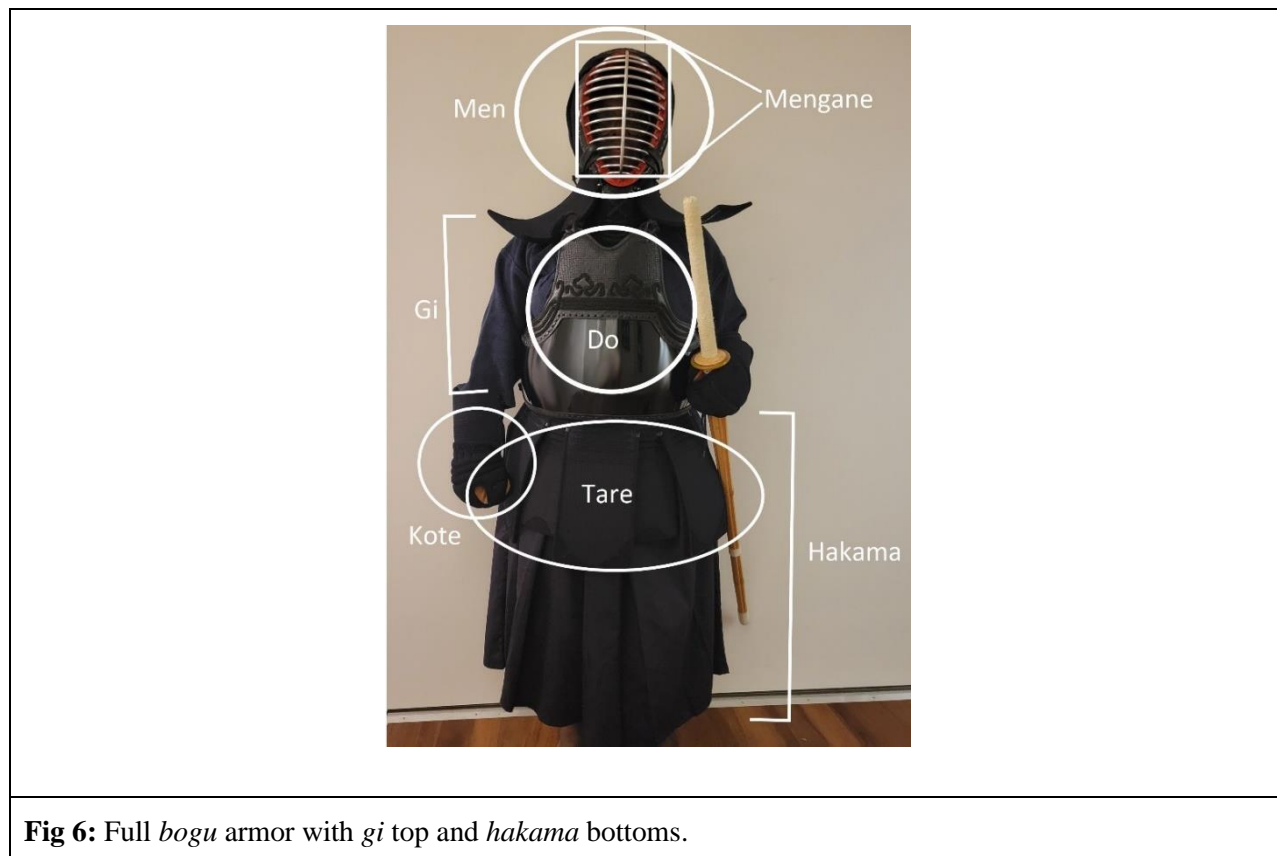 Men
Mengane
Gi
Do
Tare
Kote
Hakama
Fig 6: Full bogu armor with gi top and hakama bottoms.